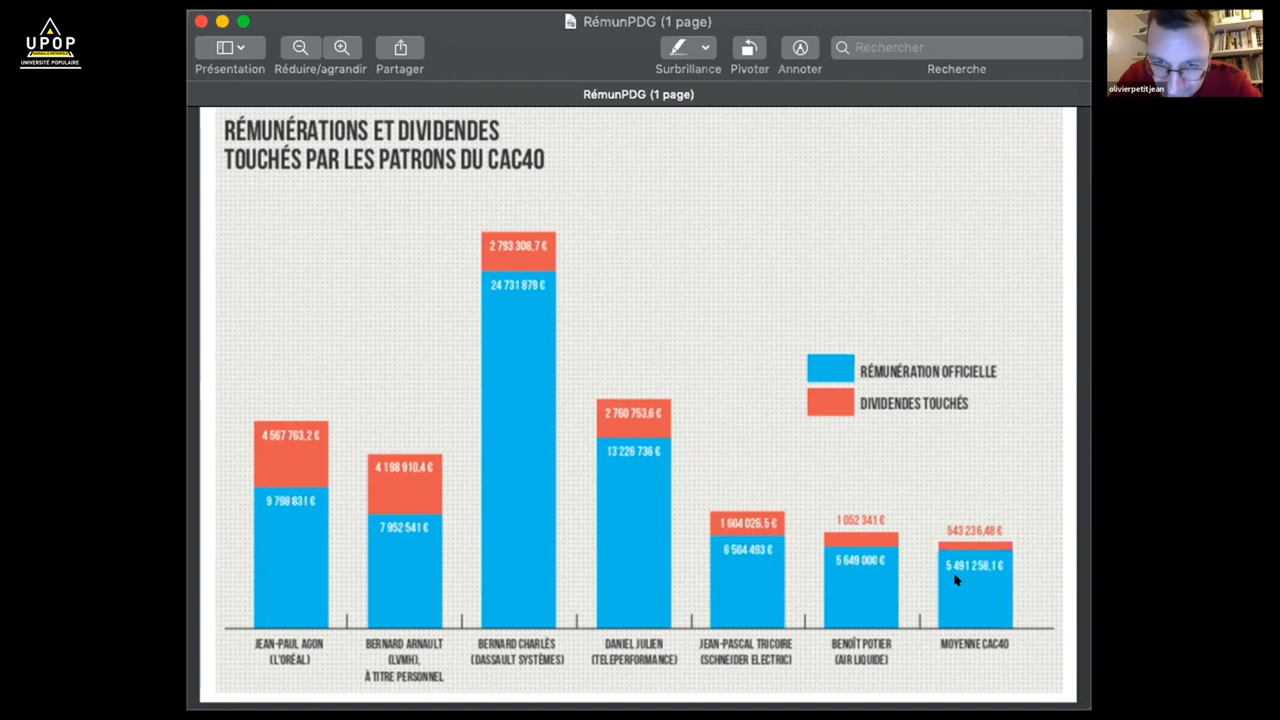 UPOP
MARSEILLE MÉTROPOLE
UNIVERSITÉ POPULAIRE
RémunPDG (1 page)
Présentation
Réduire/agrandir
Partager
Surbrillance
Pivoter
Annoter
Rechercher
Recherche
RémunPDG (1 page)
olivierpetitjean
RÉMUNÉRATIONS ET DIVIDENDES
TOUCHÉS PAR LES PATRONS DU CAC40
2 793 308,7 €
24 731 879 €
RÉMUNÉRATION OFFICIELLE
DIVIDENDES TOUCHÉS
4 567 763,2 €
9 798 831 €
4 198 910,4 €
7 952 541 €
2 760 753,6 €
13 226 736 €
1 604 026,5 €
6 504 493 €
1 052 341 €
5 649 000 €
543 236,48 €
5 491 258,1 €
JEAN-PAUL AGON
(L'ORÉAL)
BERNARD ARNAULT
(LVMH),
À TITRE PERSONNEL
BERNARD CHARLÈS
(DASSAULT SYSTÈMES)
DANIEL JULIEN
(TELEPERFORMANCE)
JEAN-PASCAL TRICOIRE
(SCHNEIDER ELECTRIC)
BENOÎT POTIER
(AIR LIQUIDE)
MOYENNE CAC40